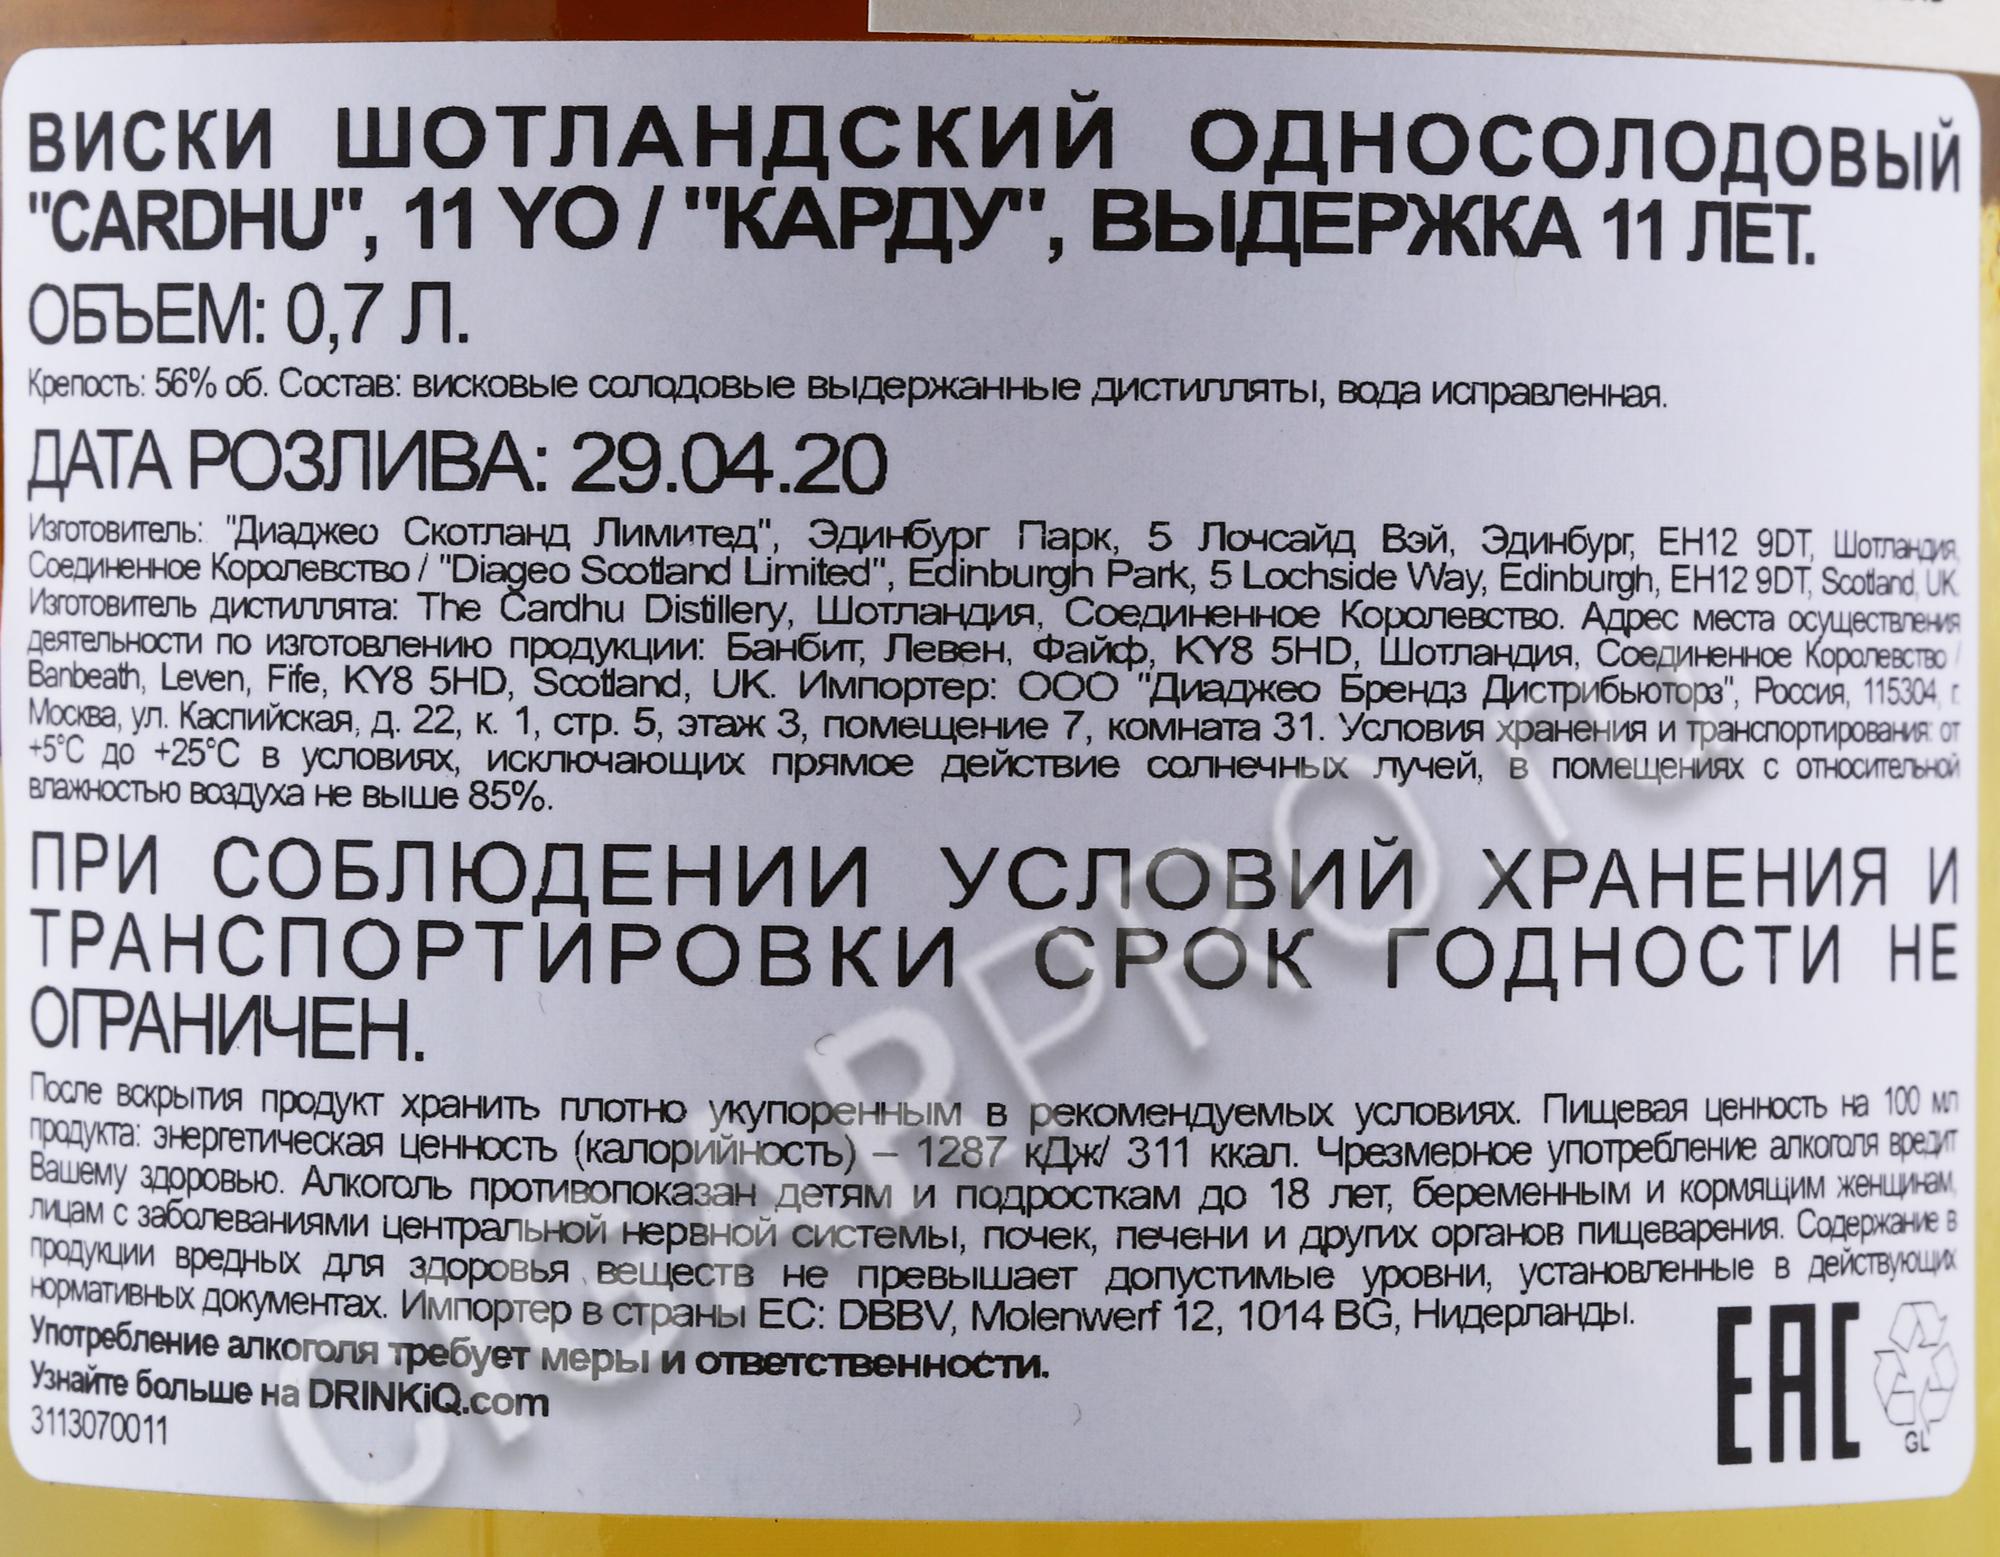 ВИСКИ ШОТЛАНДСКИЙ ОДНОСОЛОДОВЫЙ
"CARDHU", 11 YO / "КАРДУ", ВЫДЕРЖКА 11 ЛЕТ.
ОБЪЕМ: 0,7 Л.
Крепость: 56% об. Состав: висковые солодовые выдержанные дистилляты, вода исправленная.
ДАТА РОЗЛИВА: 29.04.20
Изготовитель: "Диаджео Скотланд Лимитед", Эдинбург Парк, 5 Лочсайд Вэй, Эдинбург, EH12 9DT, Шотландия,
Соединенное Королевство / "Diageo Scotland Limited", Edinburgh Park, 5 Lochside Way, Edinburgh, EH12 9DT, Scotland, UK.
Изготовитель дистиллята: The Cardhu Distillery, Шотландия, Соединенное Королевство. Адрес места осуществления
деятельности по изготовлению продукции: Банбит, Левен, Файф, KY8 5HD, Шотландия, Соединенное Королевство /
Banbeath, Leven, Fife, KY8 5HD, Scotland, UK. Импортер: ООО "Диаджео Брендз Дистрибьюторз", Россия, 115304, г.
Москва, ул. Каспийская, д. 22, к. 1, стр. 5, этаж 3, помещение 7, комната 31. Условия хранения и транспортирования: от
+5°C до +25°C в условиях, исключающих прямое действие солнечных лучей, в помещениях с относительной
влажностью воздуха не выше 85%.
ПРИ СОБЛЮДЕНИИ УСЛОВИЙ ХРАНЕНИЯ И
ТРАНСПОРТИРОВКИ СРОК ГОДНОСТИ НЕ
ОГРАНИЧЕН.
После вскрытия продукт хранить плотно укупоренным в рекомендуемых условиях. Пищевая ценность на 100 мл
продукта: энергетическая ценность (калорийность) – 1287 кДж/ 311 ккал. Чрезмерное употребление алкоголя вредит
Вашему здоровью. Алкоголь противопоказан детям и подросткам до 18 лет, беременным и кормящим женщинам,
лицам с заболеваниями центральной нервной системы, почек, печени и других органов пищеварения. Содержание в
продукции вредных для здоровья веществ не превышает допустимые уровни, установленные в действующих
нормативных документах. Импортер в страны ЕС: DBBV, Molenwerf 12, 1014 BG, Нидерланды.
Употребление алкоголя требует меры и ответственности.
Узнайте больше на DRINKiQ.com
3113070011
EAC
GL
CIGARPRO.ru